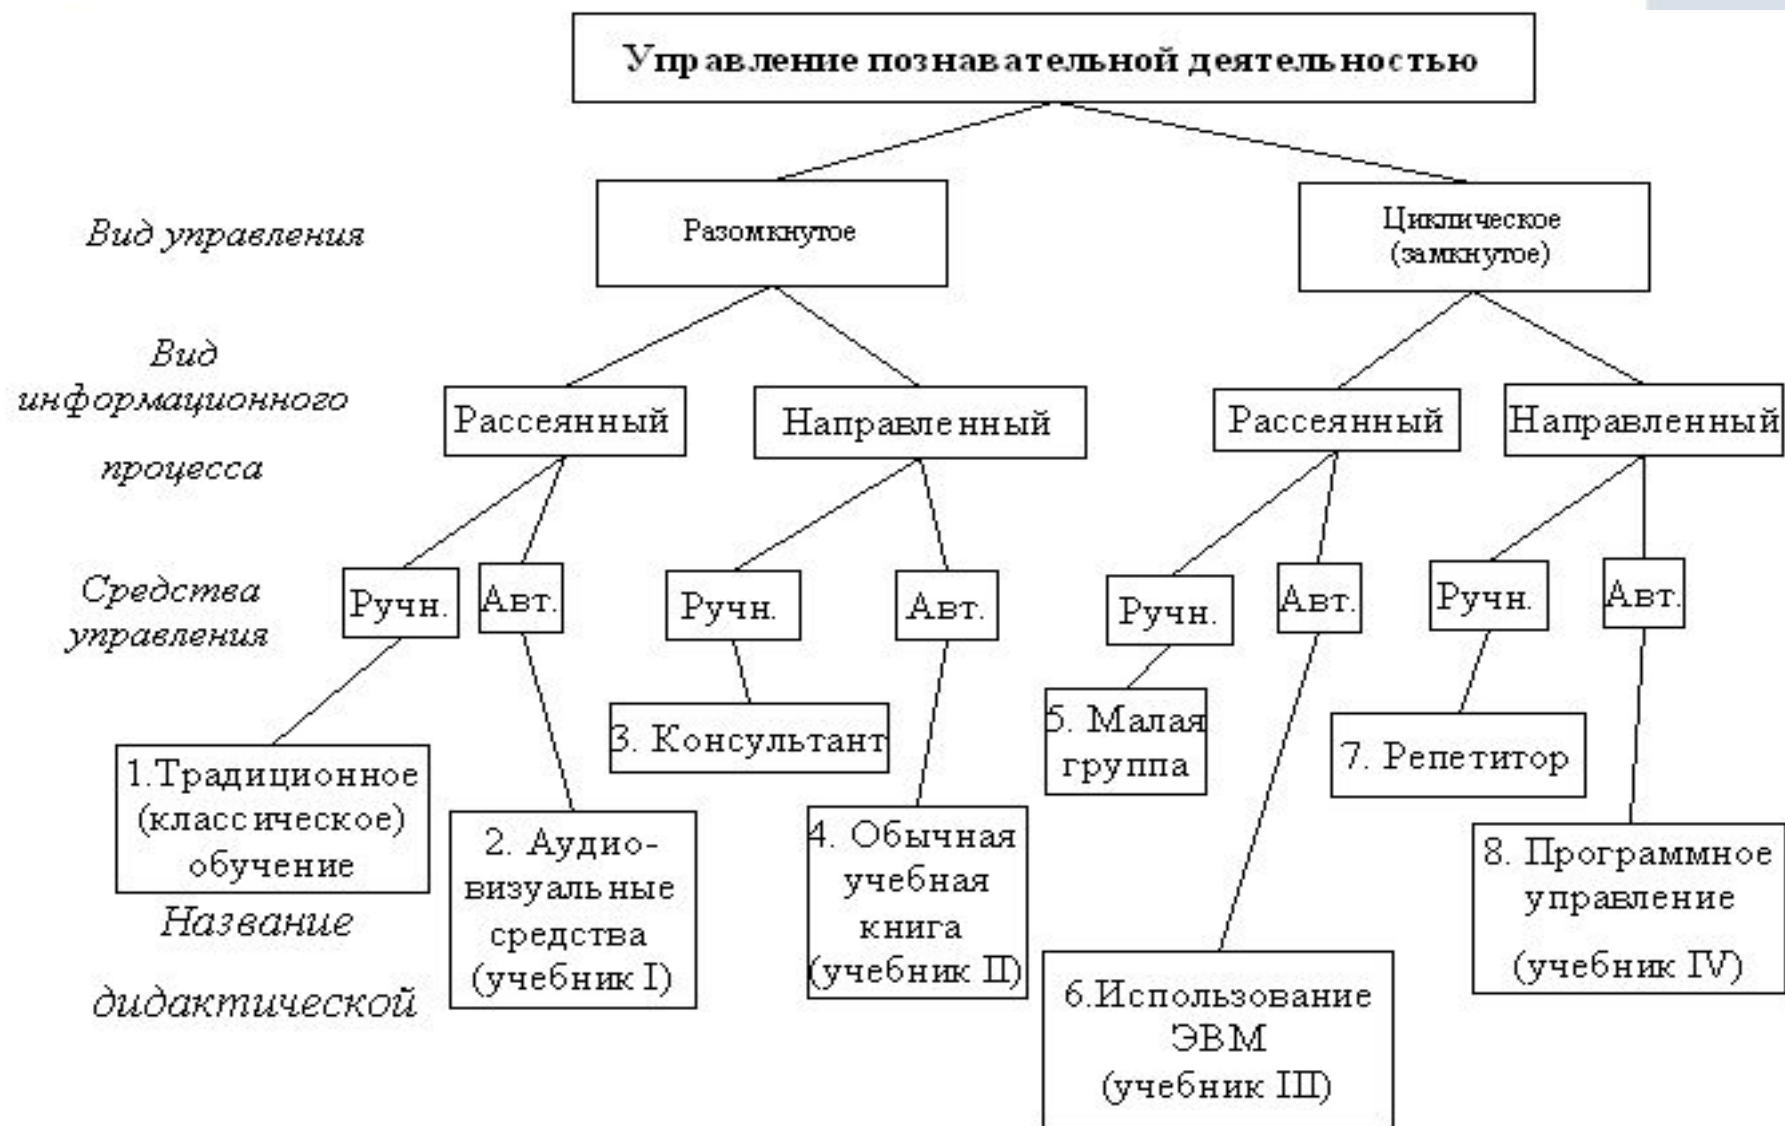 Управление познавательной деятельностью
Вид управления
Разомкнутое
Циклическое
(замкнутое)
Вид
информационного
процесса
Рассеянный
Направленный
Рассеянный
Направленный
Средства
управления
Ручн.
Авт.
Ручн.
Авт.
Ручн.
Авт.
Ручн.
Авт.
1.Традиционное
(классическое)
обучение
2. Аудио-
визуальные
средства
(учебник I)
3. Консультант
4. Обычная
учебная
книга
(учебник II)
5. Малая
группа
6.Использование
ЭВМ
(учебник III)
7. Репетитор
8. Программное
управление
(учебник IV)
Название
дидактической